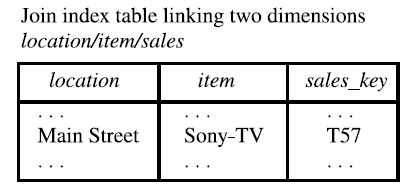 Join index table linking two dimensions
location/item/sales
location item sales_key
. . . . . . . . .
Main Street Sony-TV T57
. . . . . . . . .